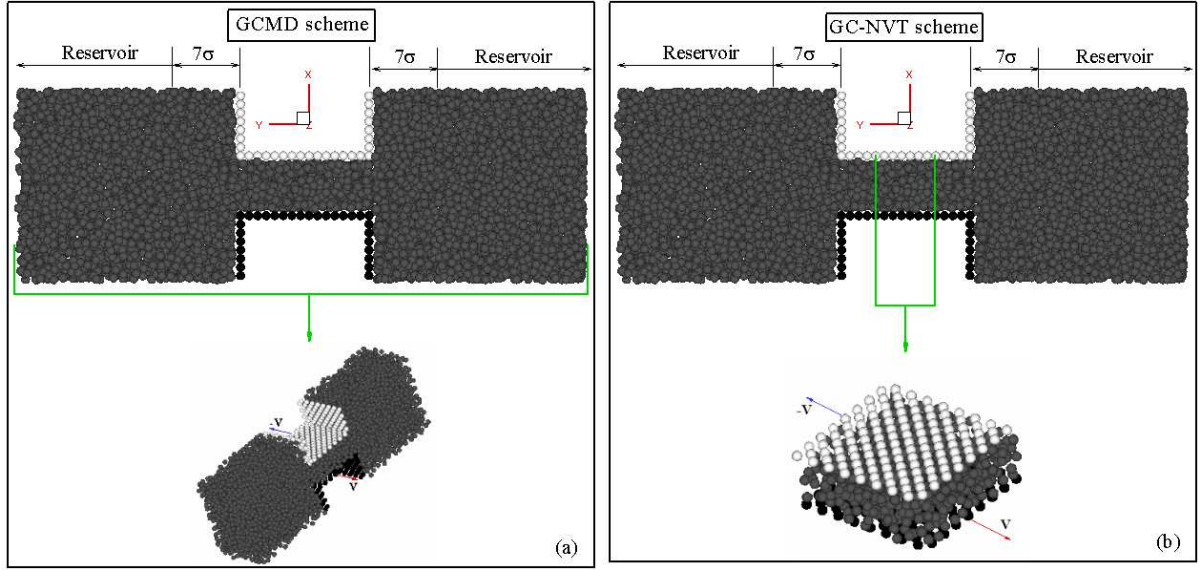 GCMD scheme
Reservoir
7σ
7σ
Reservoir
X
Y
Z
-v
v
(a)
GC-NVT scheme
Reservoir
7σ
7σ
Reservoir
X
Y
Z
-v
v
(b)